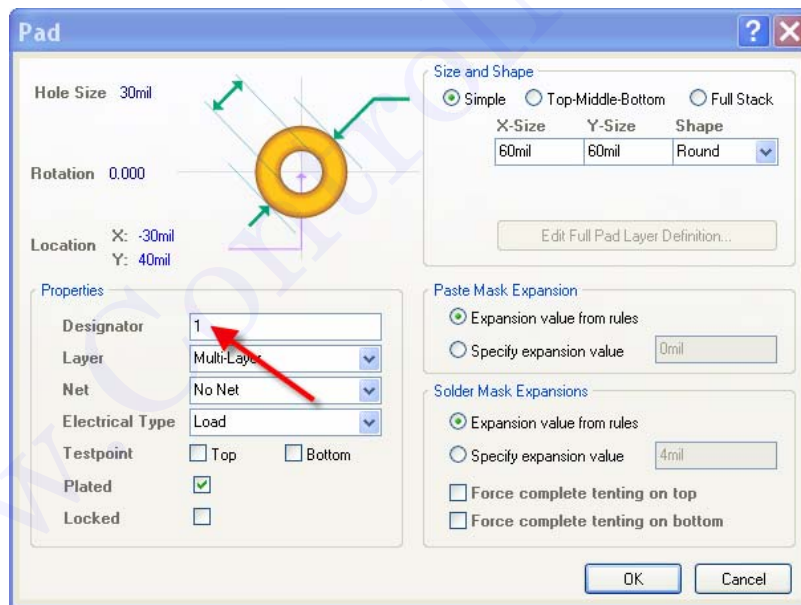 Pad
Hole Size 30mil
Rotation 0.000
Location X: -30mil
Y: 40mil
Size and Shape
Simple Top-Middle-Bottom Full Stack
X-Size Y-Size Shape
60mil 60mil Round
Edit Full Pad Layer Definition...
Properties
Designator 1
Layer Multi-Layer
Net No Net
Electrical Type Load
Testpoint Top Bottom
Plated
Locked
Paste Mask Expansion
Expansion value from rules
Specify expansion value 0mil
Solder Mask Expansions
Expansion value from rules
Specify expansion value 4mil
Force complete tenting on top
Force complete tenting on bottom
OK Cancel